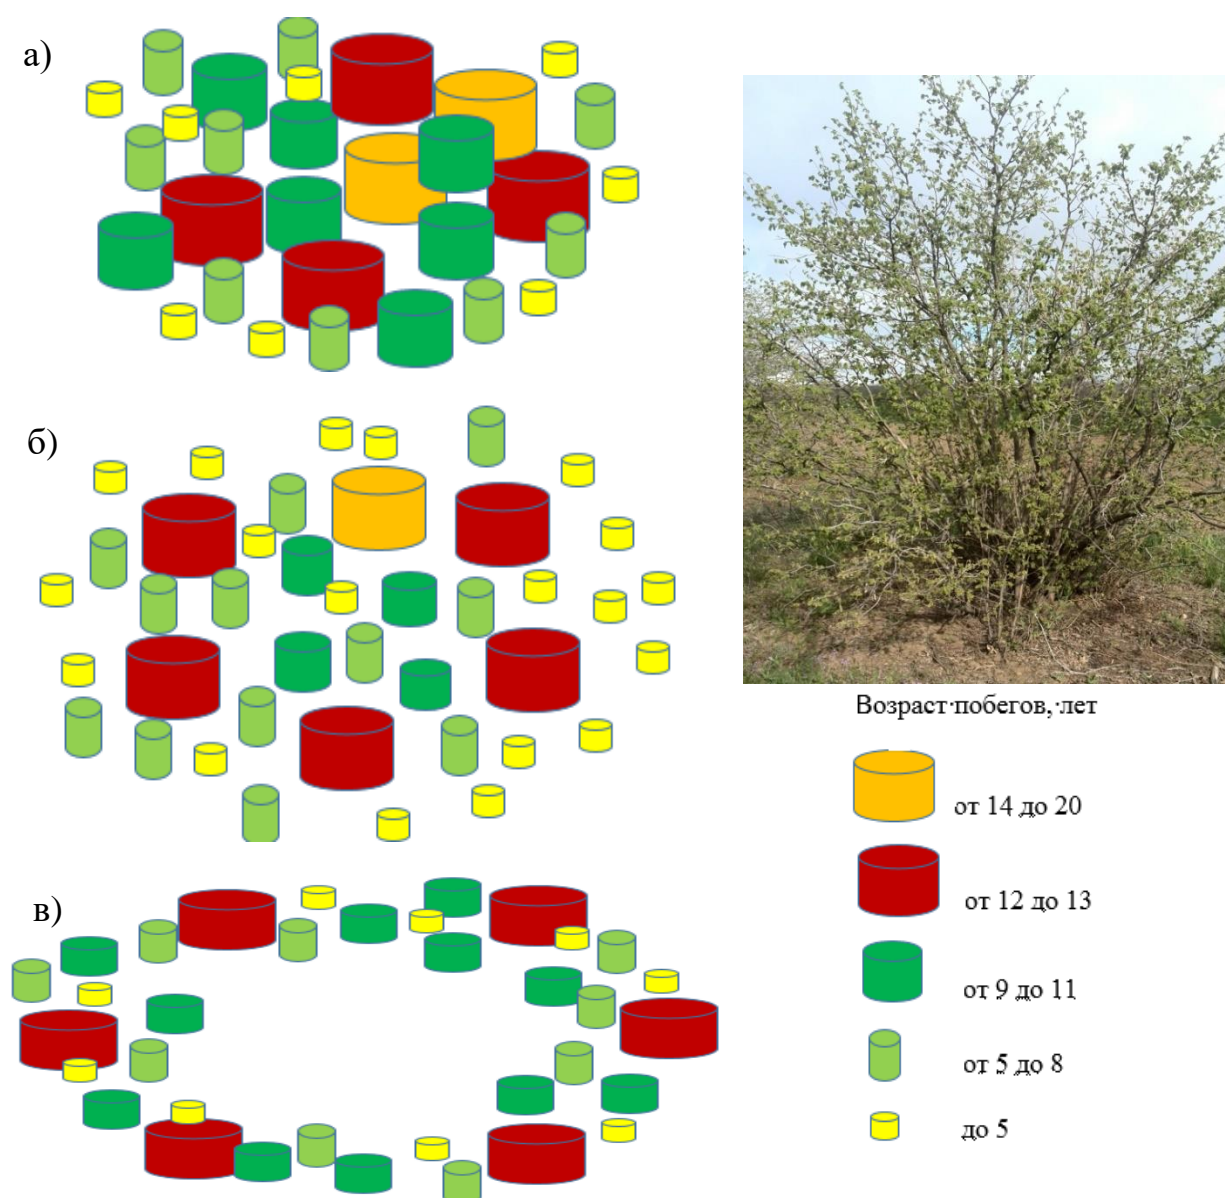 а)
б)
в)
Возраст·побегов,·лет
от 14 до 20
от 12 до 13
от 9 до 11
от 5 до 8
до 5